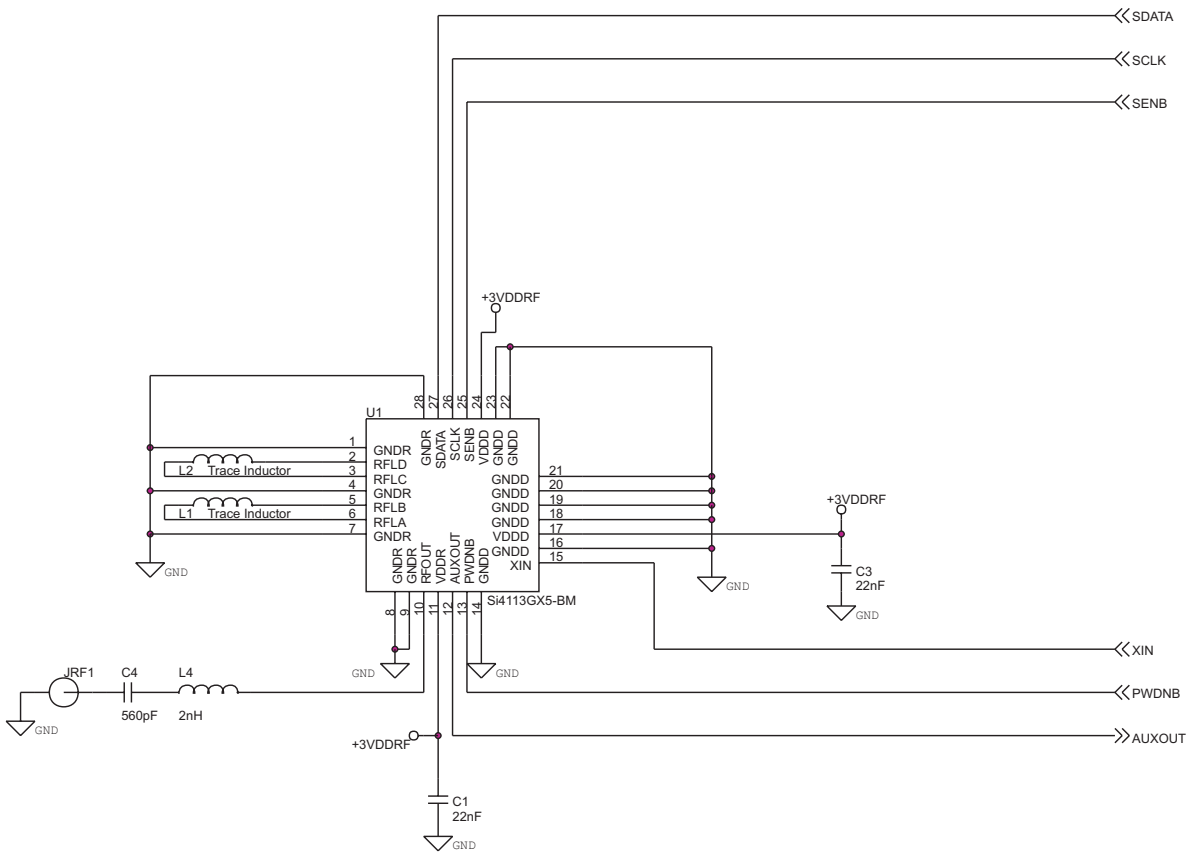 SDATA
SCLK
SENB
+3VDDRF
U1
28
27
26
25
24
23
22
GNDR
SDATA
SCLK
SENB
VDDD
GNDD
GNDD
1
GNDR
2
RFLD
L2 Trace Inductor
3
RFLC
4
GNDR
5
RFLB
L1 Trace Inductor
6
RFLA
7
GNDR
GND
21
GNDD
20
GNDD
19
GNDD
18
GNDD
17
VDDD
16
GNDD
15
XIN
+3VDDRF
GND
C3
22nF
GND
GNDR
GNDR
RFOUT
VDDR
AUXOUT
PWDNB
GNDD
Si4113GX5-BM
8
9
10
11
12
13
14
GND
GND
XIN
JRF1
C4
L4
560pF
2nH
GND
PWDNB
+3VDDRF
AUXOUT
C1
22nF
GND